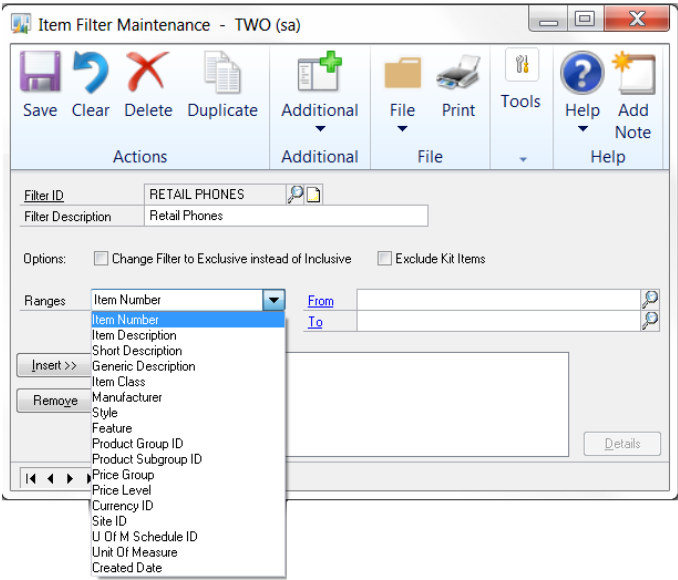 Item Filter Maintenance - TWO (sa)
Save Clear Delete Duplicate Additional File Print Tools Help Add Note
Actions Additional File Help
Filter ID RETAIL PHONES
Filter Description Retail Phones
Options: Change Filter to Exclusive instead of Inclusive Exclude Kit Items
Ranges Item Number From
To
Item Number
Item Description
Short Description
Generic Description
Item Class
Manufacturer
Style
Feature
Product Group ID
Product Subgroup ID
Price Group
Price Level
Currency ID
Site ID
U Of M Schedule ID
Unit Of Measure
Created Date
Insert >>
Remove
Details